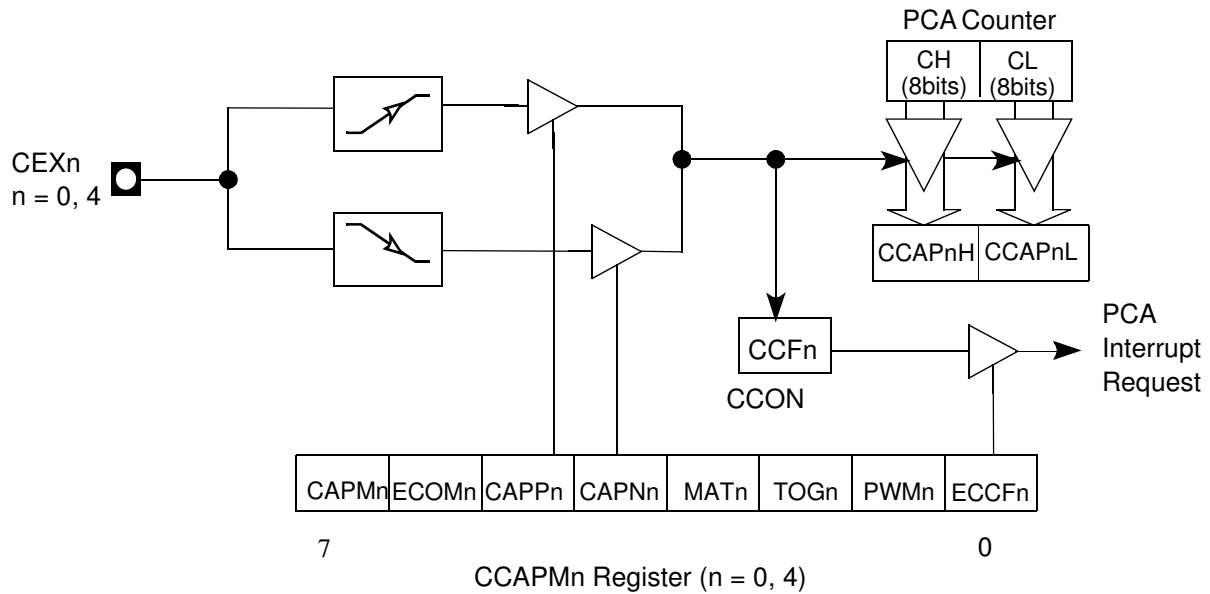 PCA Counter
CH
(8bits)
CL
(8bits)
CEXn
n = 0, 4
CCAPnH
CCAPnL
CCFn
CCON
PCA
Interrupt
Request
CAPMn ECOMn CAPPn CAPNn MATn TOGn PWMn ECCFn
7 0
CCAPMn Register (n = 0, 4)